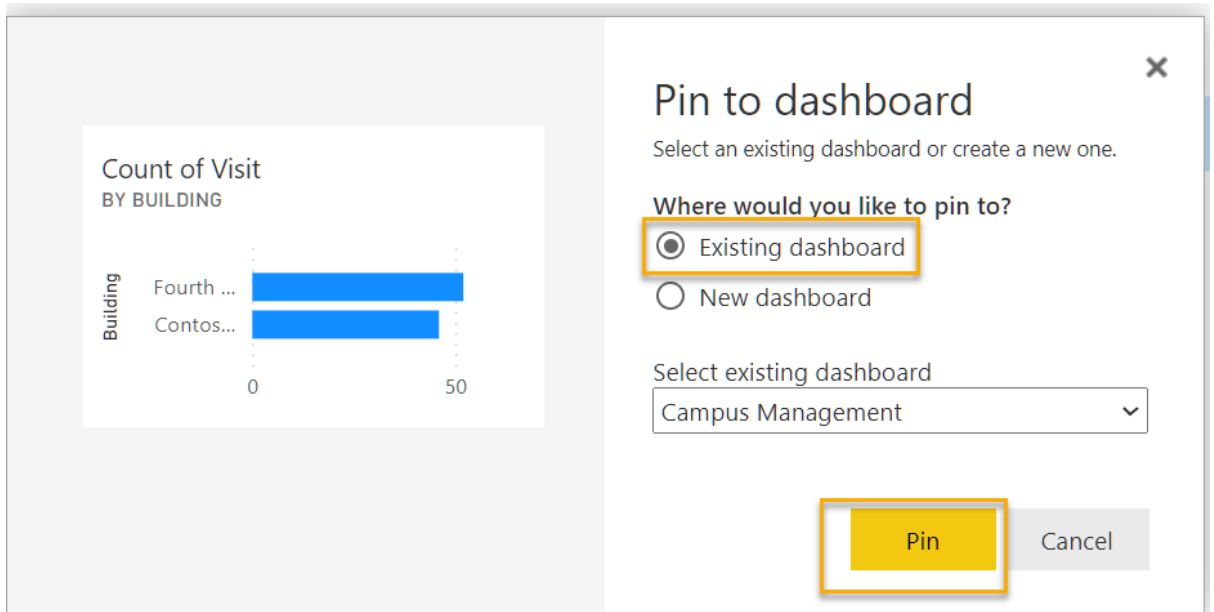 Count of Visit
BY BUILDING
Building
Fourth ...
Contos...
0 50
Pin to dashboard
Select an existing dashboard or create a new one.
Where would you like to pin to?
Existing dashboard
New dashboard
Select existing dashboard
Campus Management
Pin Cancel